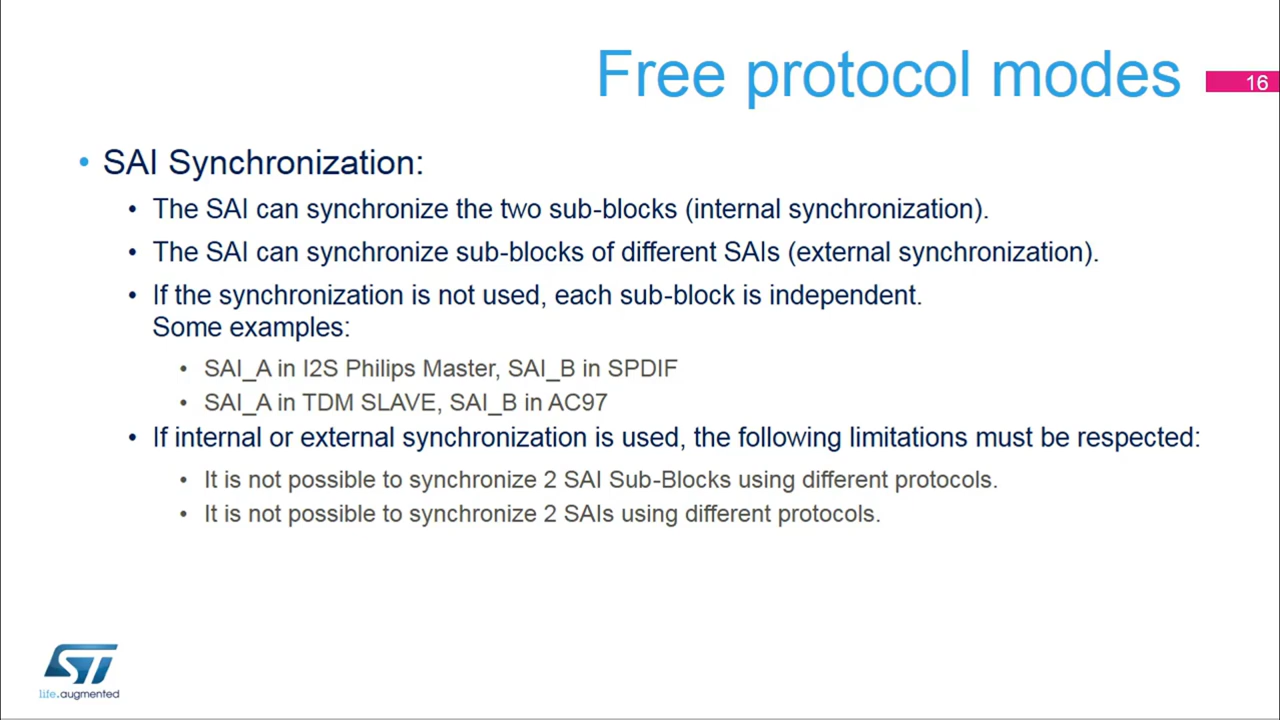 Free protocol modes
16
• SAI Synchronization:
• The SAI can synchronize the two sub-blocks (internal synchronization).
• The SAI can synchronize sub-blocks of different SAIs (external synchronization).
• If the synchronization is not used, each sub-block is independent.
Some examples:
• SAI_A in I2S Philips Master, SAI_B in SPDIF
• SAI_A in TDM SLAVE, SAI_B in AC97
• If internal or external synchronization is used, the following limitations must be respected:
• It is not possible to synchronize 2 SAI Sub-Blocks using different protocols.
• It is not possible to synchronize 2 SAIs using different protocols.
ST
life.augmented